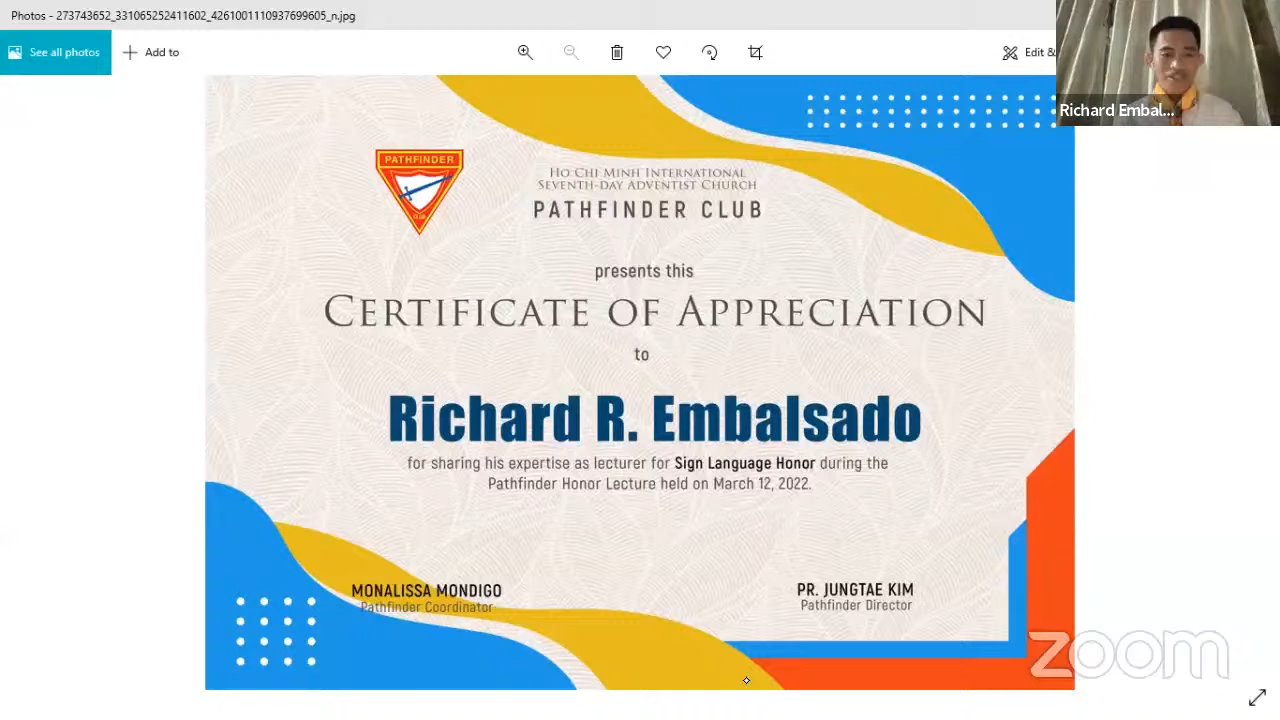 Photos - 273743652_331065252411602_4261001110937699605_n.jpg
See all photos
Add to
Edit &
Richard Embal...
PATHFINDER
CLUB
HO CHI MINH INTERNATIONAL
SEVENTH-DAY ADVENTIST CHURCH
PATHFINDER CLUB
presents this
CERTIFICATE OF APPRECIATION
to
Richard R. Embalsado
for sharing his expertise as lecturer for Sign Language Honor during the
Pathfinder Honor Lecture held on March 12, 2022.
MONALISSA MONDIGO
Pathfinder Coordinator
PR. JUNGTAE KIM
Pathfinder Director
zoom